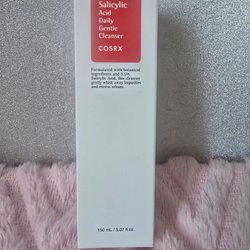 Salicylic
Acid
Daily
Gentle
Cleanser
COSRX
Formulated with botanical
ingredients and 0.5%
Salicylic Acid, this cleanser
gently whisk away impurities
and excess sebum.
150 mL / 5.07 fl.oz.